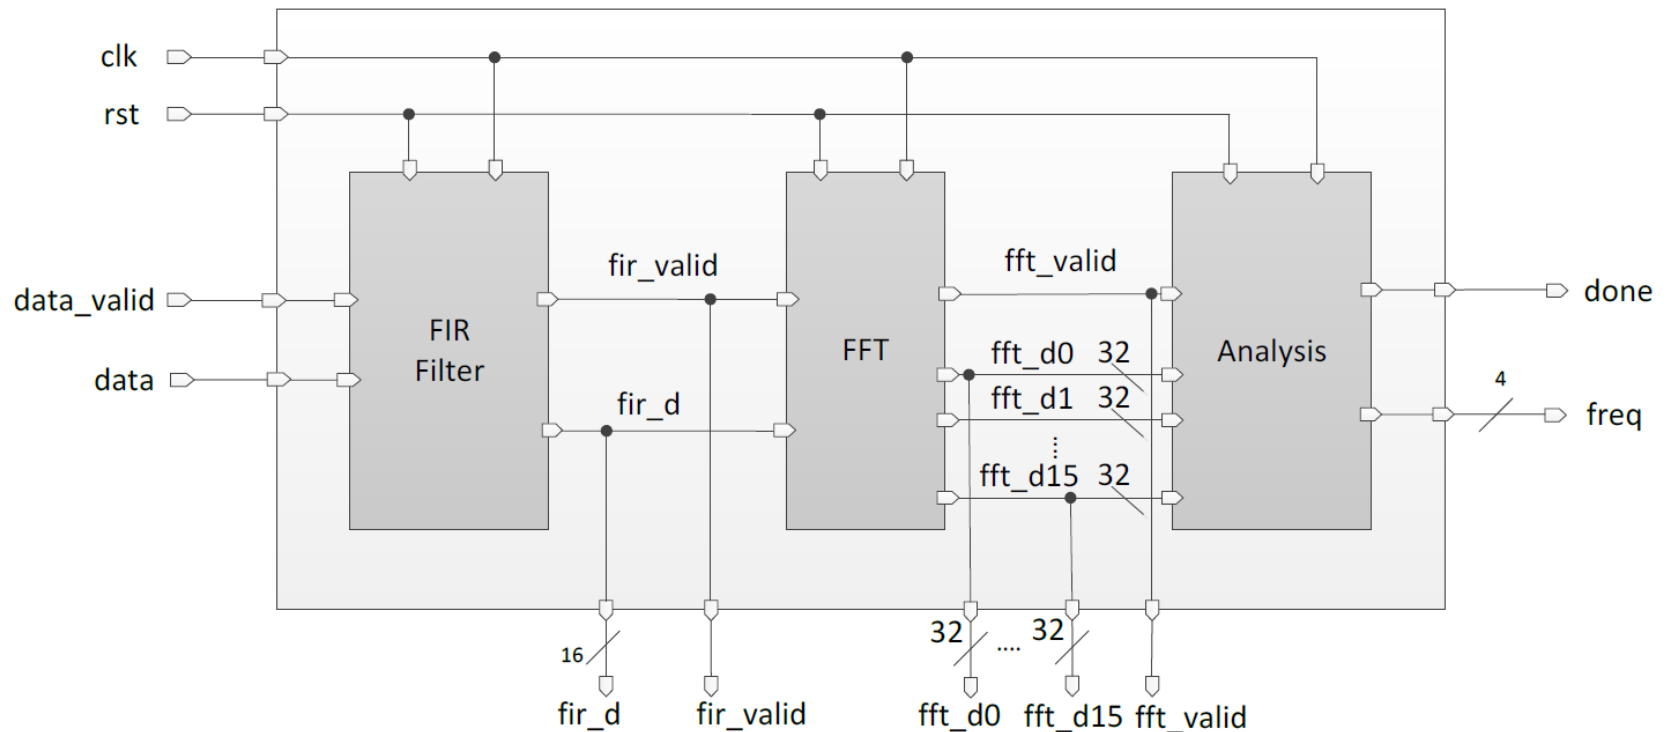 clk
rst
data_valid
data
FIR
Filter
fir_valid
fir_d
FFT
fft_valid
fft_d0 32
fft_d1 32
fft_d15 32
Analysis
done
4
freq
16
32 .... 32
fir_d fir_valid fft_d0 fft_d15 fft_valid